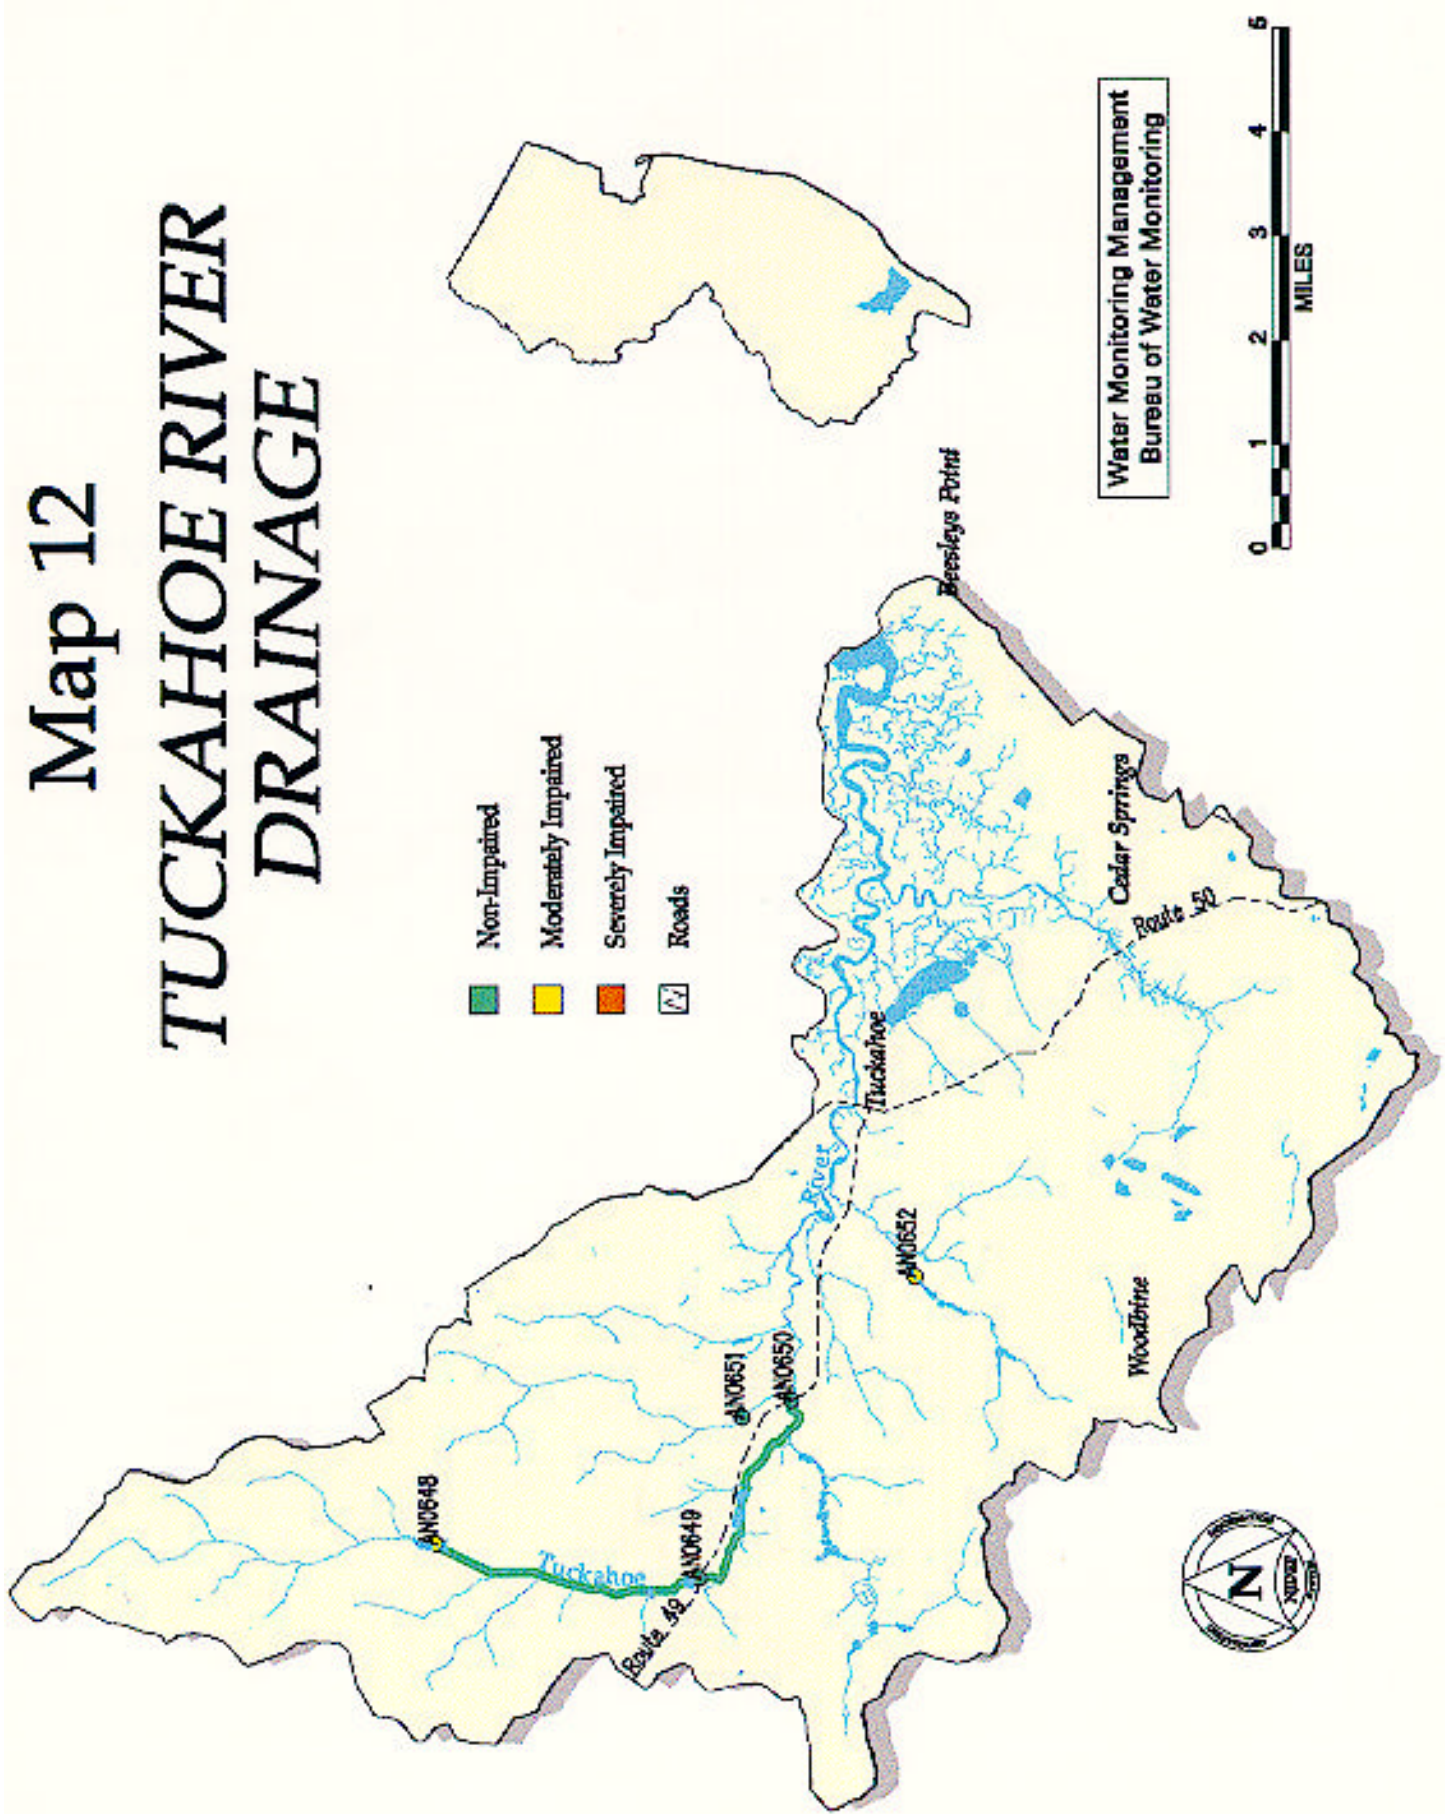 Map 12
TUCKAHOE RIVER
DRAINAGE
Non-Impaired
Moderately Impaired
Severely Impaired
Roads
AN0648
Tuckahoe
AN0649
Route 49
AN0651
AN0650
River
AN0652
Tuckahoe
Beesleys Point
Cedar Springs
Route 50
Woodbine
Water Monitoring Management
Bureau of Water Monitoring
0 1 2 3 4 5
MILES
N
NJDEP